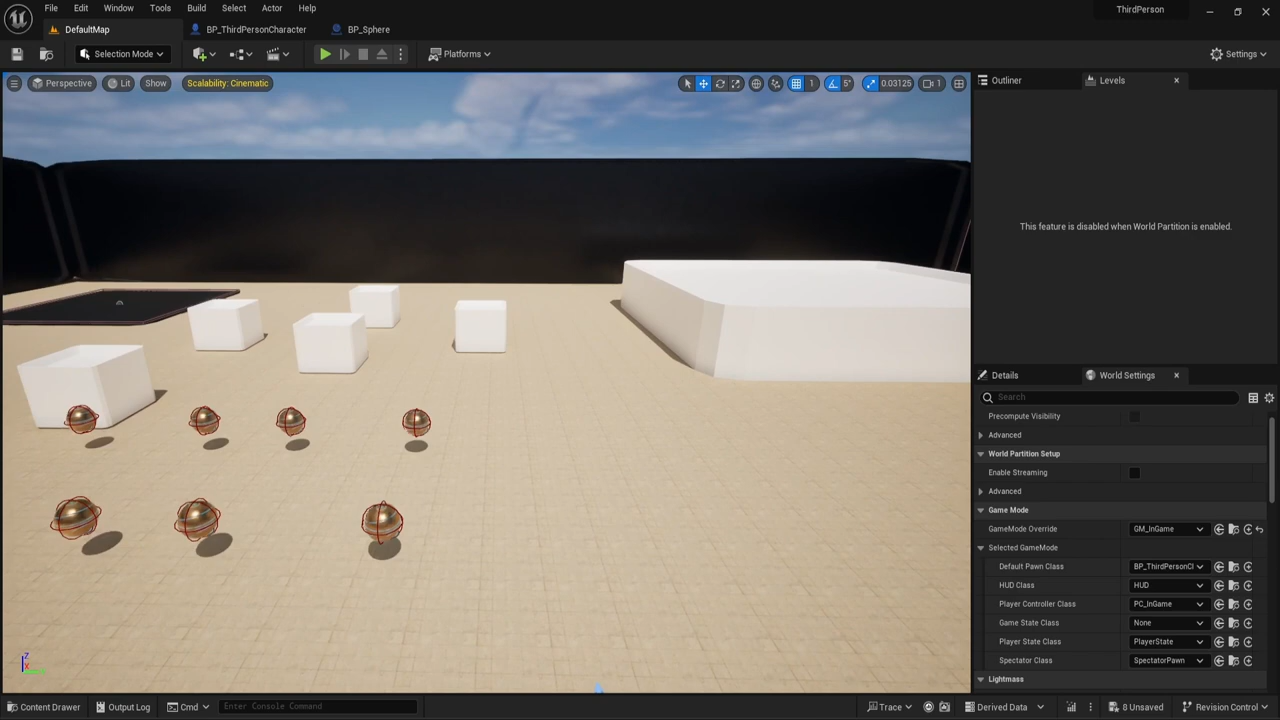 File Edit Window Tools Build Select Actor Help
ThirdPerson
DefaultMap BP_ThirdPersonCharacter BP_Sphere
Selection Mode Platforms Settings
Perspective Lit Show Scalability: Cinematic 1 5° 0.03125 1
Outliner Levels
This feature is disabled when World Partition is enabled.
Details World Settings
Search
Precompute Visibility
Advanced
World Partition Setup
Enable Streaming
Advanced
Game Mode
GameMode Override GM_InGame
Selected GameMode
Default Pawn Class BP_ThirdPersonCl
HUD Class HUD
Player Controller Class PC_InGame
Game State Class None
Player State Class PlayerState
Spectator Class SpectatorPawn
Lightmass
Z
X
Content Drawer Output Log Cmd Enter Console Command Trace Derived Data 8 Unsaved Revision Control